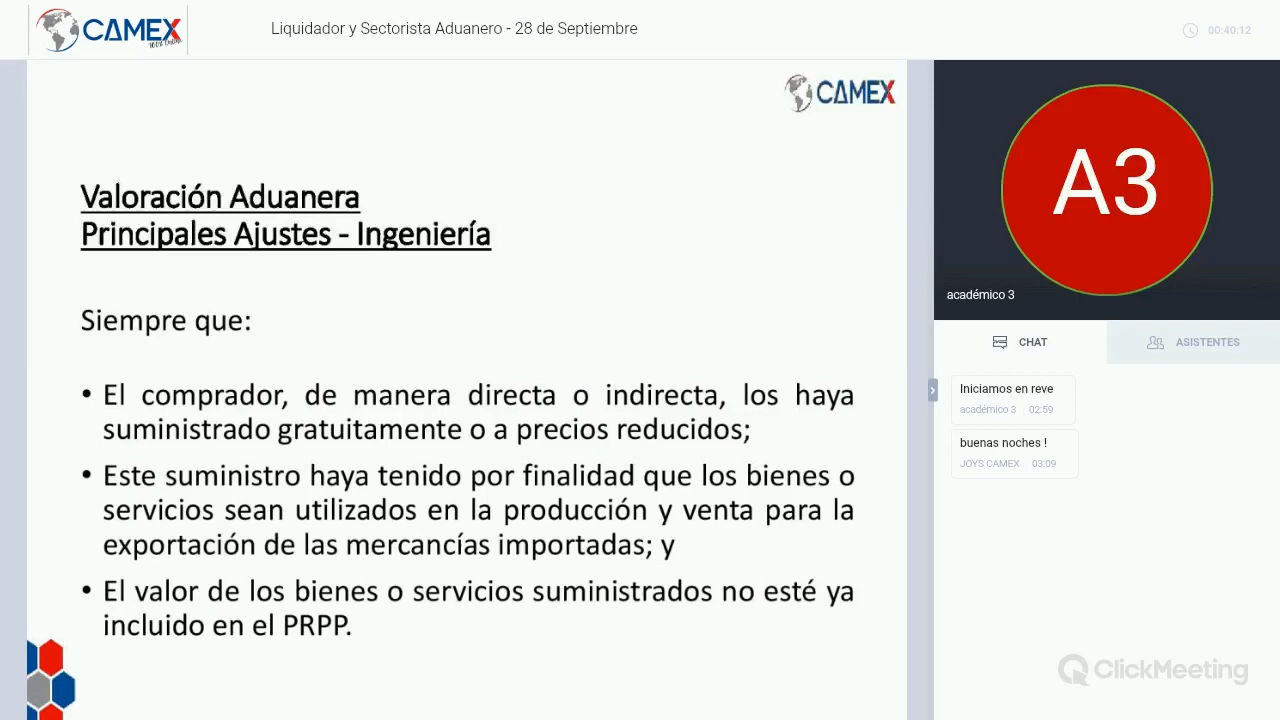 CAMEX
100% Online
Liquidador y Sectorista Aduanero - 28 de Septiembre
00:40:12
CAMEX
Valoración Aduanera
Principales Ajustes - Ingeniería
Siempre que:
• El comprador, de manera directa o indirecta, los haya
suministrado gratuitamente o a precios reducidos;
• Este suministro haya tenido por finalidad que los bienes o
servicios sean utilizados en la producción y venta para la
exportación de las mercancías importadas; y
• El valor de los bienes o servicios suministrados no esté ya
incluido en el PRPP.
A3
académico 3
CHAT
ASISTENTES
Iniciamos en reve
académico 3 02:59
buenas noches !
JOYS CAMEX 03:09
ClickMeeting